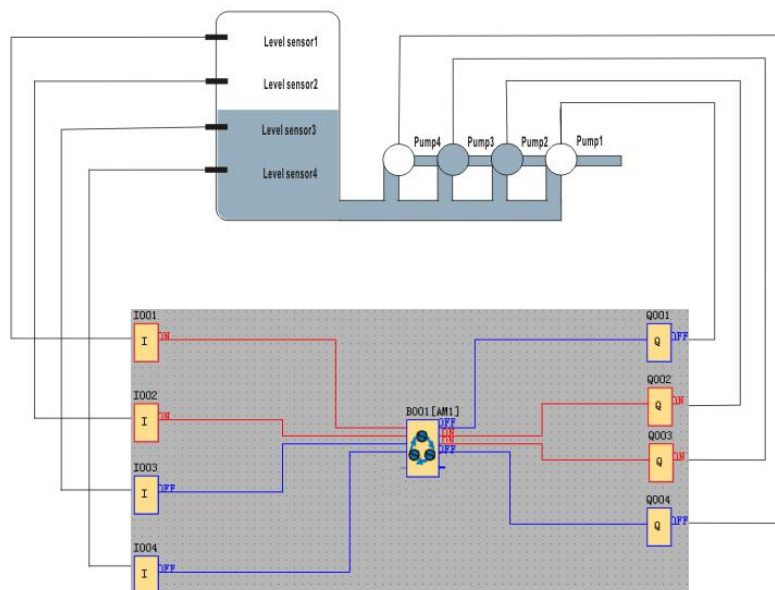 Level sensor1
Level sensor2
Level sensor3
Level sensor4
Pump4
Pump3
Pump2
Pump1
I001
I
ON
I002
I
ON
I003
I
OFF
I004
I
OFF
B001[AM1]
OFF
ON
ON
OFF
Q001
Q
OFF
Q002
Q
ON
Q003
Q
ON
Q004
Q
OFF